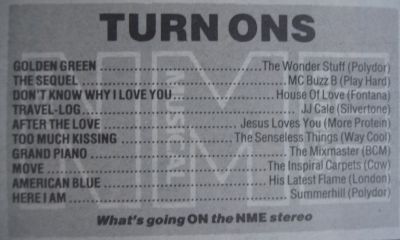 TURN ONS
GOLDEN GREEN ........ The Wonder Stuff (Polydor)
THE SEQUEL ........ MC Buzz B (Play Hard)
DON'T KNOW WHY I LOVE YOU ........ House Of Love (Fontana)
TRAVEL-LOG ........ JJ Cale (Silvertone)
AFTER THE LOVE ........ Jesus Loves You (More Protein)
TOO MUCH KISSING ........ The Senseless Things (Way Cool)
GRAND PIANO ........ The Mixmaster (BCM)
MOVE ........ The Inspiral Carpets (Cow)
AMERICAN BLUE ........ His Latest Flame (London)
HERE I AM ........ Summerhill (Polydor)
What's going ON the NME stereo
NME
MUSICAL